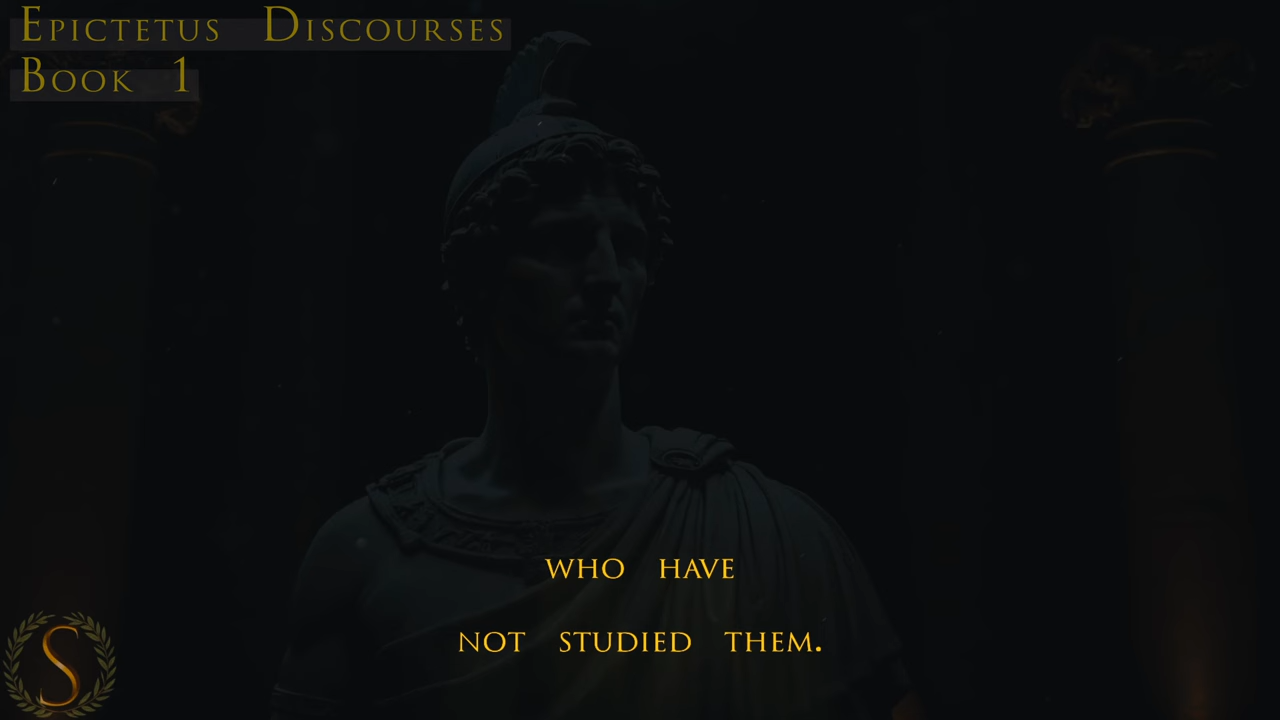 Epictetus Discourses
Book 1
WHO HAVE
NOT STUDIED THEM.
S